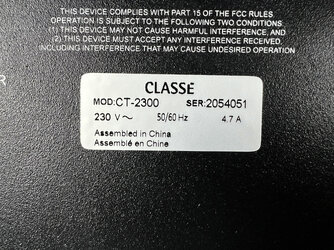 THIS DEVICE COMPLIES WITH PART 15 OF THE FCC RULES
OPERATION IS SUBJECT TO THE FOLLOWING TWO CONDITIONS
(1) THIS DEVICE MAY NOT CAUSE HARMFUL INTERFERENCE, AND
(2) THIS DEVICE MUST ACCEPT ANY INTERFERENCE RECEIVED
INTERFERENCE THAT MAY CAUSE UNDESIRED OPERATION
R
CLASSÉ
MOD:CT-2300 SER:2054051
230 V~ 50/60 Hz 4.7 A
Assembled in China
Assemblé en Chine